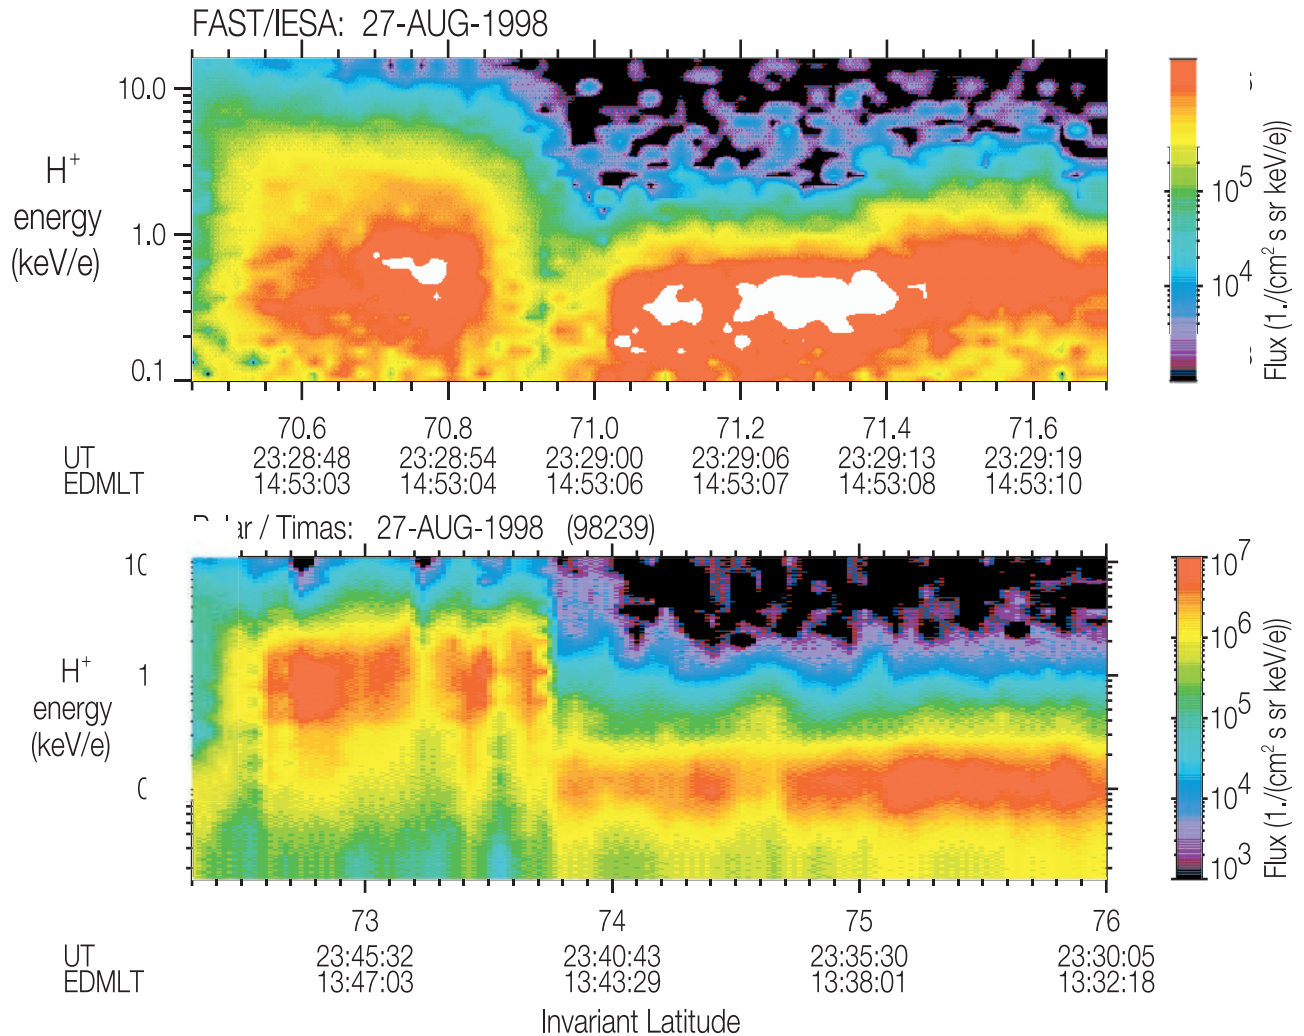 FAST/IESA: 27-AUG-1998
10.0
1.0
0.1
H+
energy
(keV/e)
10^5
10^4
Flux (1./(cm2 s sr keV/e))
70.6 70.8 71.0 71.2 71.4 71.6
UT 23:28:48 23:28:54 23:29:00 23:29:06 23:29:13 23:29:19
EDMLT 14:53:03 14:53:04 14:53:06 14:53:07 14:53:08 14:53:10
/ Timas: 27-AUG-1998 (98239)
1
H+
energy
(keV/e)
10^7
10^6
10^5
10^4
10^3
Flux (1./(cm2 s sr keV/e))
73 74 75 76
UT 23:45:32 23:40:43 23:35:30 23:30:05
EDMLT 13:47:03 13:43:29 13:38:01 13:32:18
Invariant Latitude